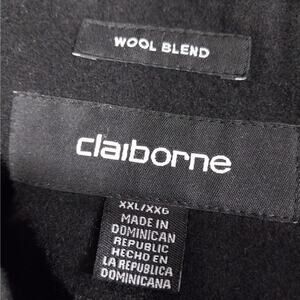 WOOL BLEND
claiborne
XXL/XXG
MADE IN
DOMINICAN
REPUBLIC
HECHO EN
LA REPUBLICA
DOMINICANA